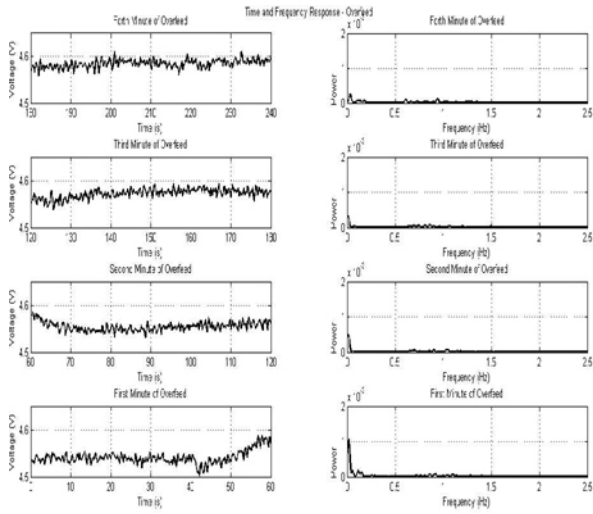 Time and Frequency Response - Overfeed
Forth Minute of Overfeed
Voltage (V)
4.6
4.5
190 200 210 220 230 240
Time (s)
Forth Minute of Overfeed
Power
2
1
0
0 0.5 1 1.5 2 2.5
Frequency (Hz)
Third Minute of Overfeed
Voltage (V)
4.6
4.5
120 130 140 150 160 170
Time (s)
Third Minute of Overfeed
Power
2
1
0
0 0.5 1 1.5 2 2.5
Frequency (Hz)
Second Minute of Overfeed
Voltage (V)
4.6
4.5
60 70 80 90 100 110 120
Time (s)
Second Minute of Overfeed
Power
2
1
0
0 0.5 1 1.5 2 2.5
Frequency (Hz)
First Minute of Overfeed
Voltage (V)
4.6
4.5
10 20 30 40 50 60
Time (s)
First Minute of Overfeed
Power
2
1
0
0 0.5 1 1.5 2 2.5
Frequency (Hz)